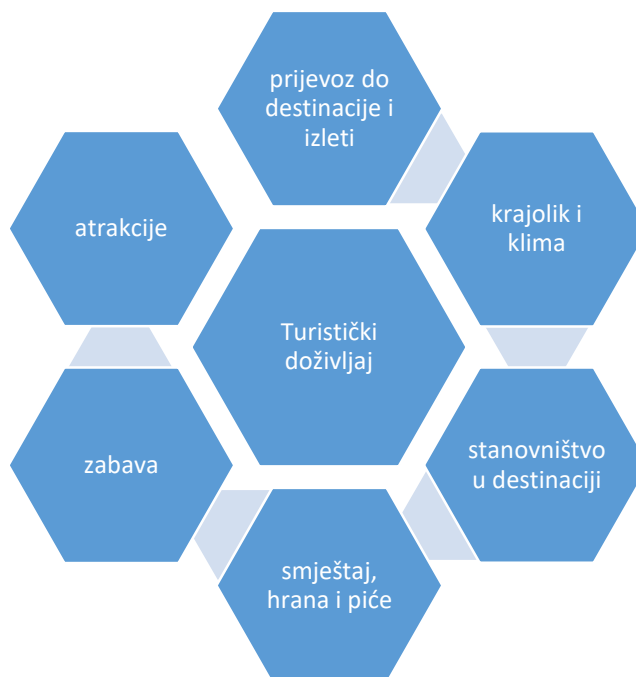 prijevoz do
destinacije i
izleti
krajolik i
klima
stanovništvo
u destinaciji
smještaj,
hrana i piće
zabava
atrakcije
Turistički
doživljaj